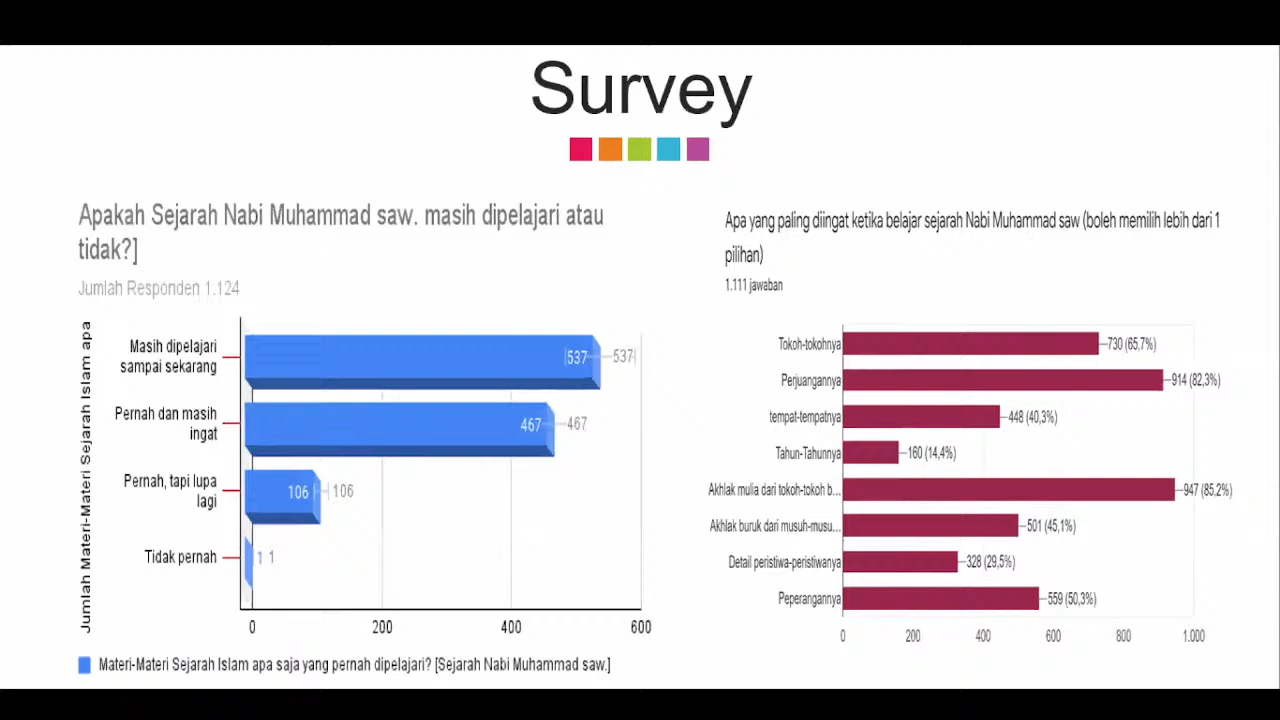 Survey
Apakah Sejarah Nabi Muhammad saw. masih dipelajari atau
tidak?]
Jumlah Responden 1.124
Jumlah Materi-Materi Sejarah Islam apa
Masih dipelajari
sampai sekarang
537
537
Pernah dan masih
ingat
467
467
Pernah, tapi lupa
lagi
106
106
Tidak pernah
1
1
0
200
400
600
Materi-Materi Sejarah Islam apa saja yang pernah dipelajari? [Sejarah Nabi Muhammad saw.]
Apa yang paling diingat ketika belajar sejarah Nabi Muhammad saw (boleh memilih lebih dari 1
pilihan)
1.111 jawaban
Tokoh-tokohnya
730 (65,7%)
Perjuangannya
914 (82,3%)
tempat-tempatnya
448 (40,3%)
Tahun-Tahunnya
160 (14,4%)
Akhlak mulia dari tokoh-tokoh b...
947 (85,2%)
Akhlak buruk dari musuh-musu...
501 (45,1%)
Detail peristiwa-peristiwanya
328 (29,5%)
Peperangannya
559 (50,3%)
0
200
400
600
800
1.000